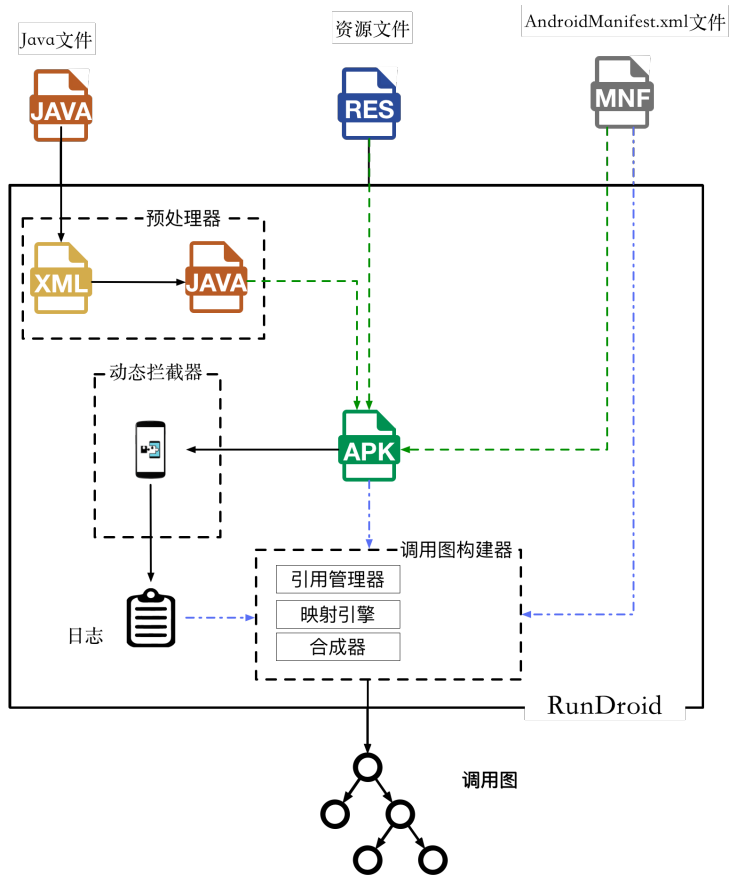 Java文件
资源文件
AndroidManifest.xml文件
JAVA
RES
MNF
预处理器
XML
JAVA
动态拦截器
APK
调用图构建器
引用管理器
映射引擎
合成器
日志
RunDroid
调用图